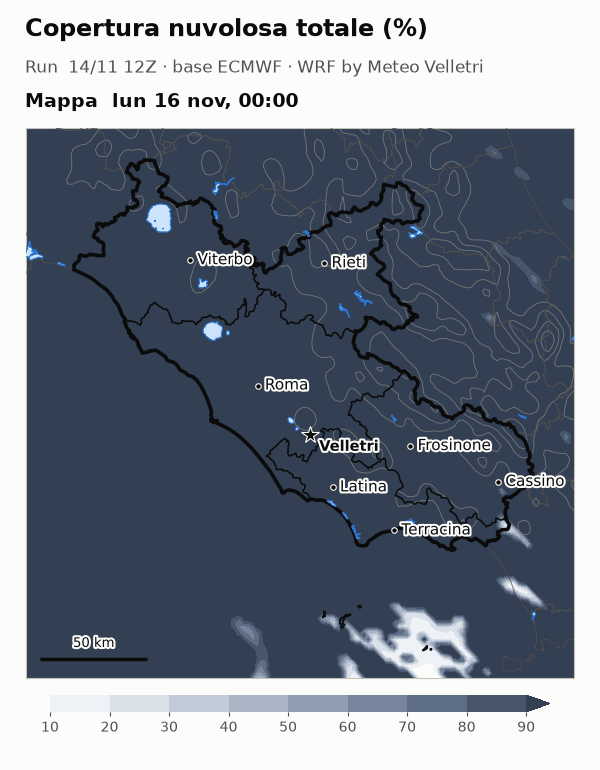 Copertura nuvolosa totale (%)
Run  14/11 12Z · base ECMWF · WRF by Meteo Velletri
Mappa  lun 16 nov, 00:00
Viterbo
Rieti
Roma
Velletri
Frosinone
Cassino
Latina
Terracina
50 km
10 20 30 40 50 60 70 80 90